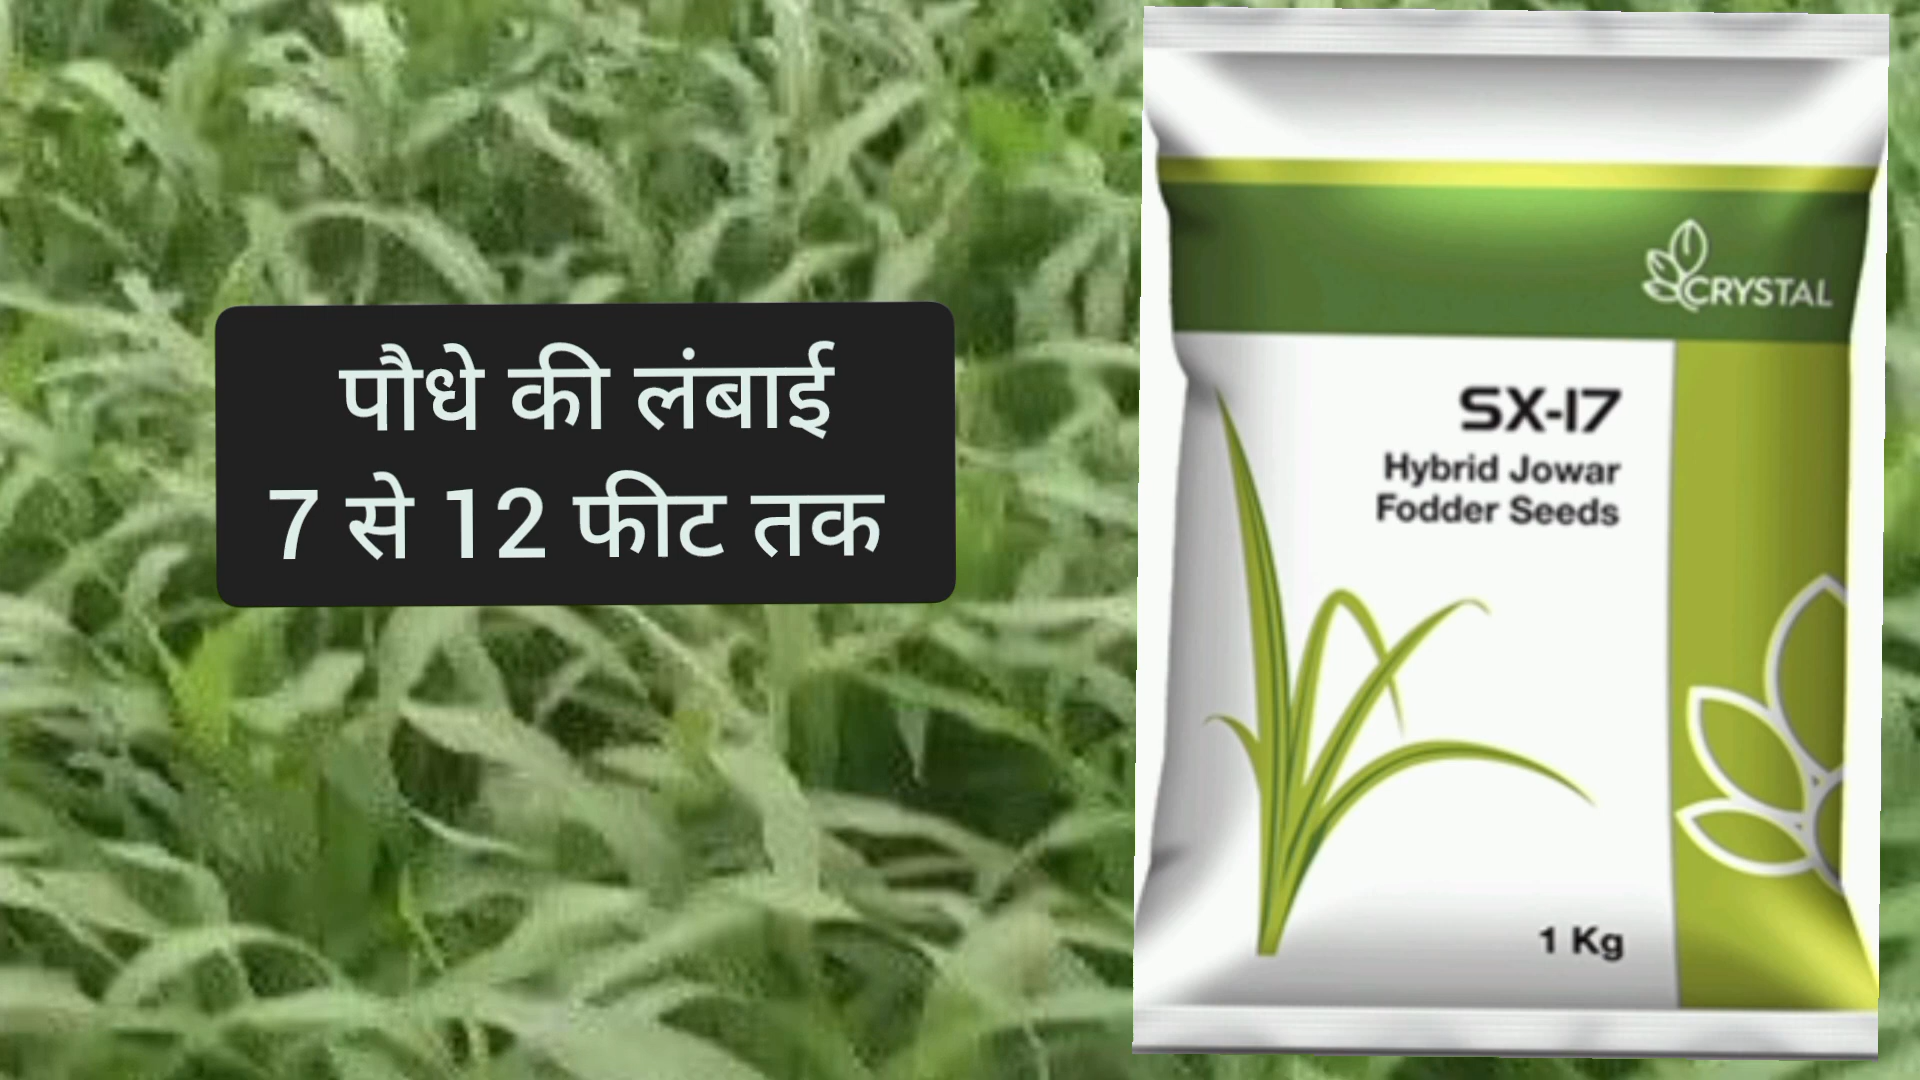 पौधे की लंबाई
7 से 12 फीट तक
CRYSTAL
SX-17
Hybrid Jowar
Fodder Seeds
1 Kg